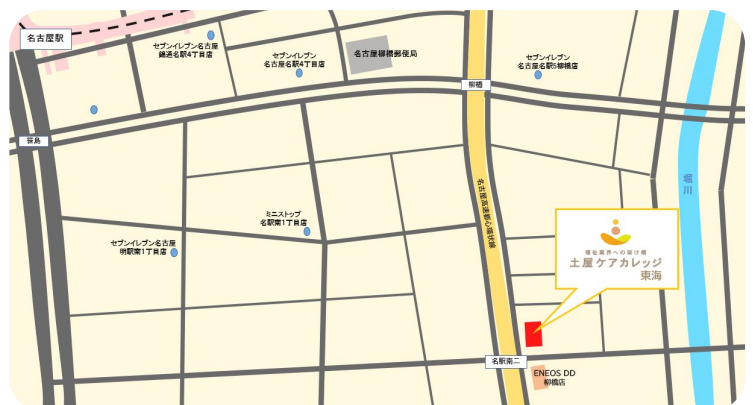 名古屋駅
セブンイレブン名古屋
錦通名駅4丁目店
セブンイレブン
名古屋名駅4丁目店
名古屋柳橋郵便局
セブンイレブン
名古屋名駅5柳橋店
柳橋
笹島
堀川
名古屋高速都心環状線
ミニストップ
名駅南1丁目店
セブンイレブン名古屋
明駅南1丁目店
福祉業界への架け橋
土屋ケアカレッジ
東海
名駅南二
ENEOS DD
柳橋店